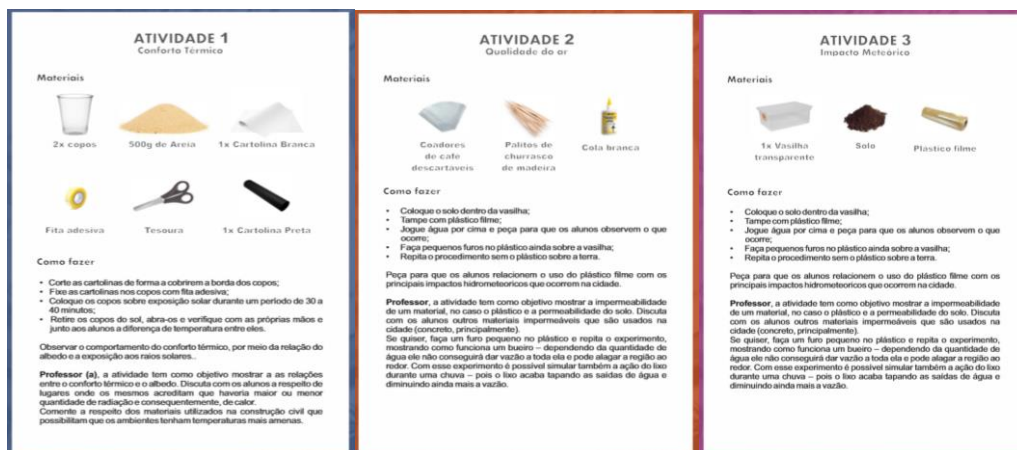 ATIVIDADE 1
Conforto Térmico
Materiais
2x copos
500g de Areia
1x Cartolina Branca
Fita adesiva
Tesoura
1x Cartolina Preta
Como fazer
• Corte as cartolinas de forma a cobrirem a borda dos copos;
• Fixe as cartolinas nos copos com fita adesiva;
• Coloque os copos sobre exposição solar durante um período de 30 a
40 minutos;
• Retire os copos do sol, abra-os e verifique com as próprias mãos e
junto aos alunos a diferença de temperatura entre eles.
Observar o comportamento do conforto térmico, por meio da relação do
albedo e a exposição aos raios solares..
Professor (a), a atividade tem como objetivo mostrar a as relações
entre o conforto térmico e o albedo. Discuta com os alunos a respeito de
lugares onde os mesmos acreditam que haveria maior ou menor
quantidade de radiação e consequentemente, de calor.
Comente a respeito dos materiais utilizados na construção civil que
possibilitam que os ambientes tenham temperaturas mais amenas.
ATIVIDADE 2
Qualidade do ar
Materiais
Coadores
de cafe
descartáveis
Palitos de
churrasco
de madeira
Cola branca
Como fazer
• Coloque o solo dentro da vasilha;
• Tampe com plástico filme;
• Jogue água por cima e peça para que os alunos observem o que
ocorre;
• Faça pequenos furos no plástico ainda sobre a vasilha;
• Repita o procedimento sem o plástico sobre a terra.
Peça para que os alunos relacionem o uso do plástico filme com os
principais impactos hidrometeoricos que ocorrem na cidade.
Professor, a atividade tem como objetivo mostrar a impermeabilidade
de um material, no caso o plástico e a permeabilidade do solo. Discuta
com os alunos outros materiais impermeáveis que são usados na
cidade (concreto, principalmente).
Se quiser, faça um furo pequeno no plástico e repita o experimento,
mostrando como funciona um bueiro – dependendo da quantidade de
água ele não conseguirá dar vazão a toda ela e pode alagar a região ao
redor. Com esse experimento é possível simular também a ação do lixo
durante uma chuva – pois o lixo acaba tapando as saídas de água e
diminuindo ainda mais a vazão.
ATIVIDADE 3
Impacto Meteórico
Materiais
1x Vasilha
transparente
Solo
Plastico filme
Como fazer
• Coloque o solo dentro da vasilha;
• Tampe com plástico filme;
• Jogue água por cima e peça para que os alunos observem o que
ocorre;
• Faça pequenos furos no plástico ainda sobre a vasilha;
• Repita o procedimento sem o plástico sobre a terra.
Peça para que os alunos relacionem o uso do plástico filme com os
principais impactos hidrometeoricos que ocorrem na cidade.
Professor, a atividade tem como objetivo mostrar a impermeabilidade
de um material, no caso o plástico e a permeabilidade do solo. Discuta
com os alunos outros materiais impermeáveis que são usados na
cidade (concreto, principalmente).
Se quiser, faça um furo pequeno no plástico e repita o experimento,
mostrando como funciona um bueiro – dependendo da quantidade de
água ele não conseguirá dar vazão a toda ela e pode alagar a região ao
redor. Com esse experimento é possível simular também a ação do lixo
durante uma chuva – pois o lixo acaba tapando as saídas de água e
diminuindo ainda mais a vazão.